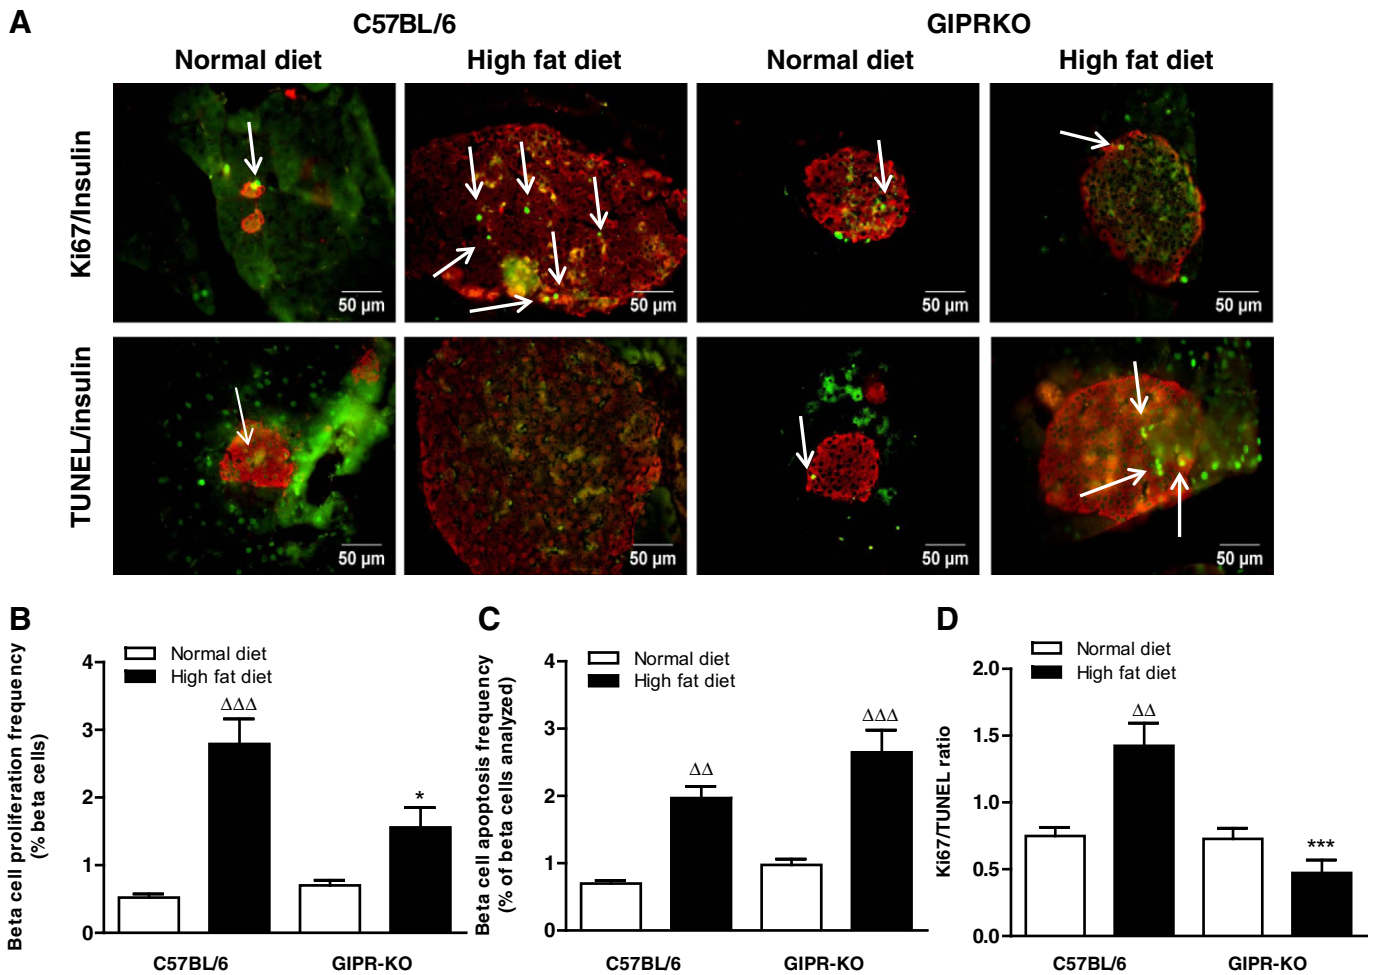 A
C57BL/6
GIPRKO
Normal diet
High fat diet
Normal diet
High fat diet
Ki67/Insulin
50 µm
50 µm
50 µm
50 µm
TUNEL/insulin
50 µm
50 µm
50 µm
50 µm
B
Beta cell proliferation frequency
(% beta cells)
Normal diet
High fat diet
4
3
2
1
0
ΔΔΔ
*
C57BL/6
GIPR-KO
C
Beta cell apoptosis frequency
(% of beta cells analyzed)
Normal diet
High fat diet
4
3
2
1
0
ΔΔ
ΔΔΔ
C57BL/6
GIPR-KO
D
Ki67/TUNEL ratio
Normal diet
High fat diet
2.0
1.5
1.0
0.5
0.0
ΔΔ
***
C57BL/6
GIPR-KO